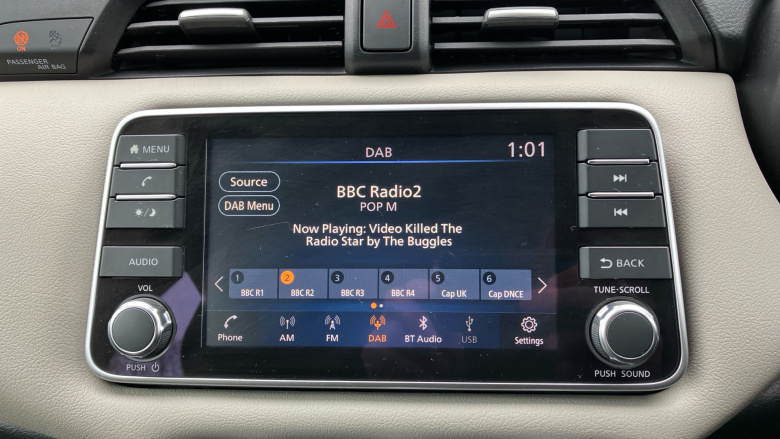 ON
PASSENGER
AIR BAG
MENU
AUDIO
VOL
PUSH
DAB
1:01
Source
DAB Menu
BBC Radio2
POP M
Now Playing: Video Killed The
Radio Star by The Buggles
1 2 3 4 5 6
BBC R1 BBC R2 BBC R3 BBC R4 Cap UK Cap DNCE
Phone AM FM DAB BT Audio USB Settings
BACK
TUNE·SCROLL
PUSH SOUND